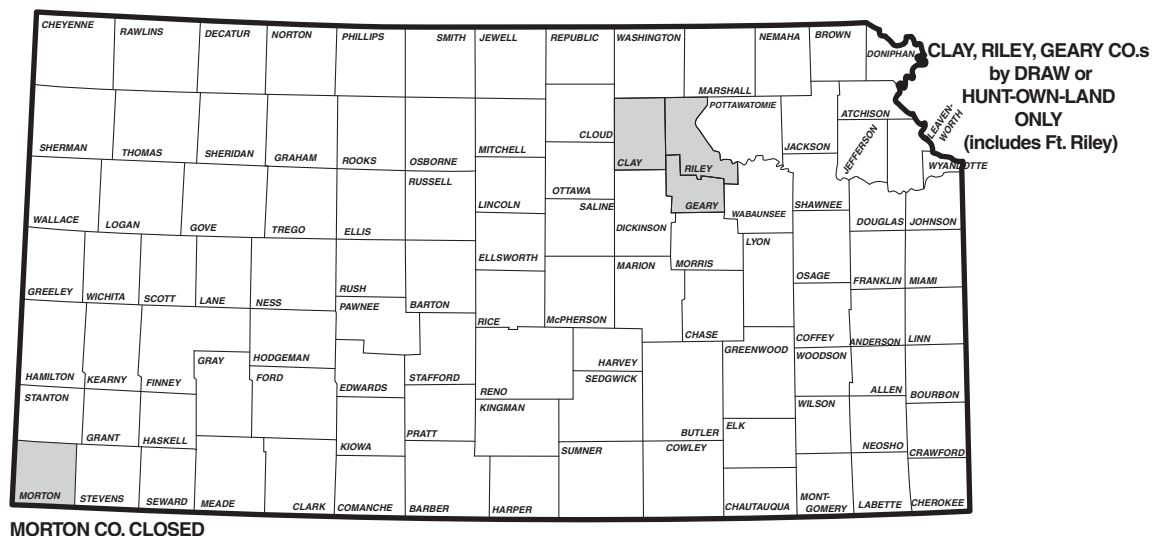 CHEYENNE
RAWLINS
DECATUR
NORTON
PHILLIPS
SMITH
JEWELL
REPUBLIC
WASHINGTON
MARSHALL
NEMAHA
BROWN
DONIPHAN
CLAY, RILEY, GEARY CO.s
by DRAW or
HUNT-OWN-LAND
ONLY
(includes Ft. Riley)
SHERMAN
THOMAS
SHERIDAN
GRAHAM
ROOKS
OSBORNE
MITCHELL
CLOUD
CLAY
RILEY
POTTAWATOMIE
JACKSON
ATCHISON
JEFFERSON
LEAVEN-
WORTH
WYANDOTTE
WALLACE
LOGAN
GOVE
TREGO
ELLIS
RUSSELL
LINCOLN
OTTAWA
SALINE
DICKINSON
GEARY
WABAUNSEE
SHAWNEE
DOUGLAS
JOHNSON
GREELEY
WICHITA
SCOTT
LANE
NESS
RUSH
PAWNEE
BARTON
ELLSWORTH
RICE
McPHERSON
MARION
MORRIS
CHASE
LYON
OSAGE
FRANKLIN
MIAMI
HAMILTON
KEARNY
FINNEY
GRAY
HODGEMAN
FORD
EDWARDS
STAFFORD
RENO
HARVEY
SEDGWICK
BUTLER
GREENWOOD
COFFEY
WOODSON
ANDERSON
LINN
ALLEN
BOURBON
STANTON
GRANT
HASKELL
KIOWA
PRATT
KINGMAN
SUMNER
COWLEY
ELK
WILSON
NEOSHO
CRAWFORD
MORTON
STEVENS
SEWARD
MEADE
CLARK
COMANCHE
BARBER
HARPER
CHAUTAUQUA
MONT-
GOMERY
LABETTE
CHEROKEE
MORTON CO. CLOSED